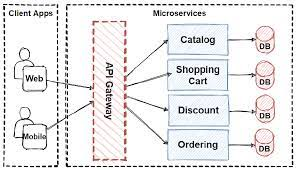 Client Apps
Microservices
Web
Mobile
API Gateway
Catalog
DB
Shopping
Cart
DB
Discount
DB
Ordering
DB